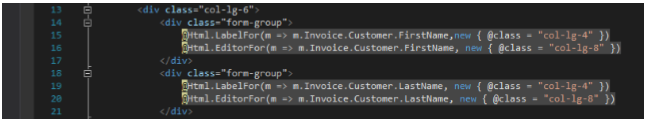 13 <div class="col-lg-6">
14 <div class="form-group">
15 @Html.LabelFor(m => m.Invoice.Customer.FirstName,new { @class = "col-lg-4" })
16 @Html.EditorFor(m => m.Invoice.Customer.FirstName, new { @class = "col-lg-8" })
17 </div>
18 <div class="form-group">
19 @Html.LabelFor(m => m.Invoice.Customer.LastName, new { @class = "col-lg-4" })
20 @Html.EditorFor(m => m.Invoice.Customer.LastName, new { @class = "col-lg-8" })
21 </div>